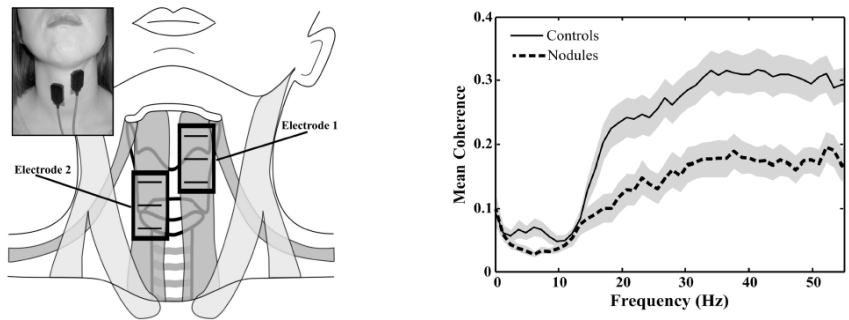 Electrode 1
Electrode 2
Controls
Nodules
Mean Coherence
0.4
0.3
0.2
0.1
0
0 10 20 30 40 50
Frequency (Hz)